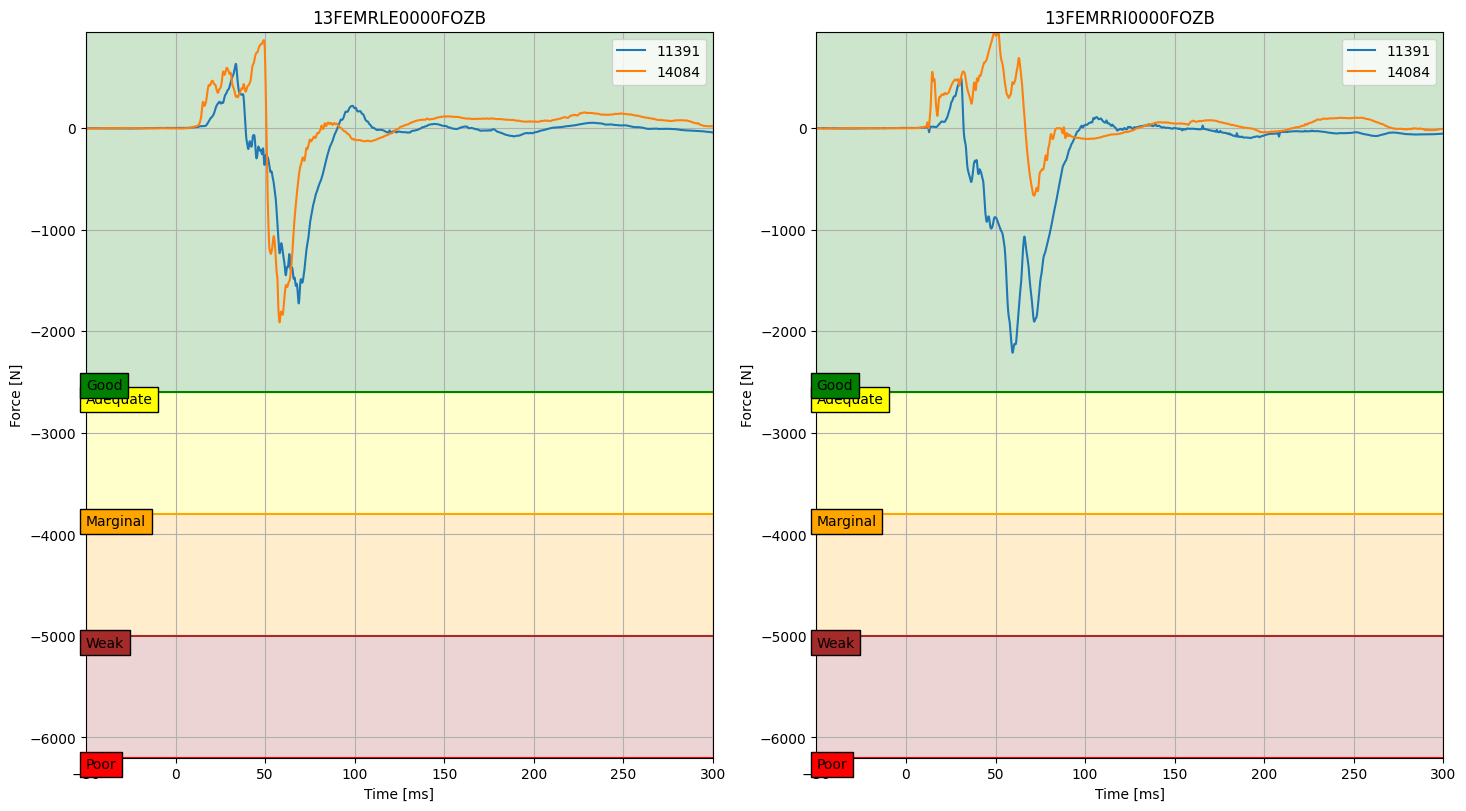 13FEMRLE0000FOZB
11391
14084
0
−1000
−2000
−3000
−4000
−5000
−6000
Force [N]
Good
Adequate
Marginal
Weak
Poor
0
50
100
150
200
250
300
Time [ms]
13FEMRRI0000FOZB
11391
14084
0
−1000
−2000
−3000
−4000
−5000
−6000
Force [N]
Good
Adequate
Marginal
Weak
Poor
0
50
100
150
200
250
300
Time [ms]